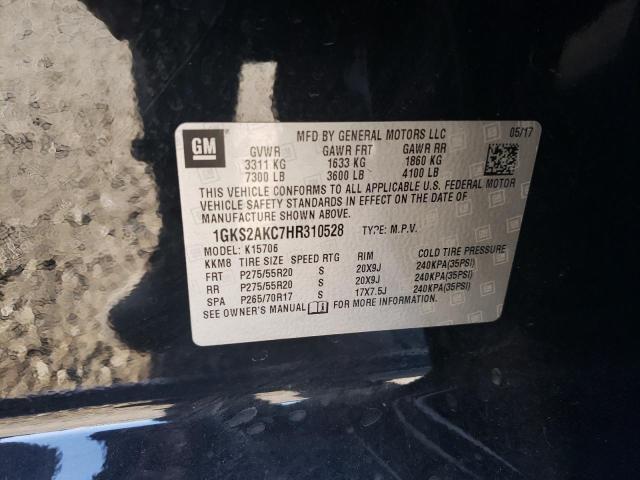 GM
MFD BY GENERAL MOTORS LLC 05/17
GVWR GAWR FRT GAWR RR
3311 KG 1633 KG 1860 KG
7300 LB 3600 LB 4100 LB
THIS VEHICLE CONFORMS TO ALL APPLICABLE U.S. FEDERAL MOTOR
VEHICLE SAFETY STANDARDS IN EFFECT ON THE DATE OF
MANUFACTURE SHOWN ABOVE.
1GKS2AKC7HR310528 TYPE: M.P.V.
MODEL: K15706
KKM8 TIRE SIZE SPEED RTG RIM COLD TIRE PRESSURE
FRT P275/55R20 S 20X9J 240KPA(35PSI)
RR P275/55R20 S 20X9J 240KPA(35PSI)
SPA P265/70R17 S 17X7.5J 240KPA(35PSI)
SEE OWNER'S MANUAL FOR MORE INFORMATION.